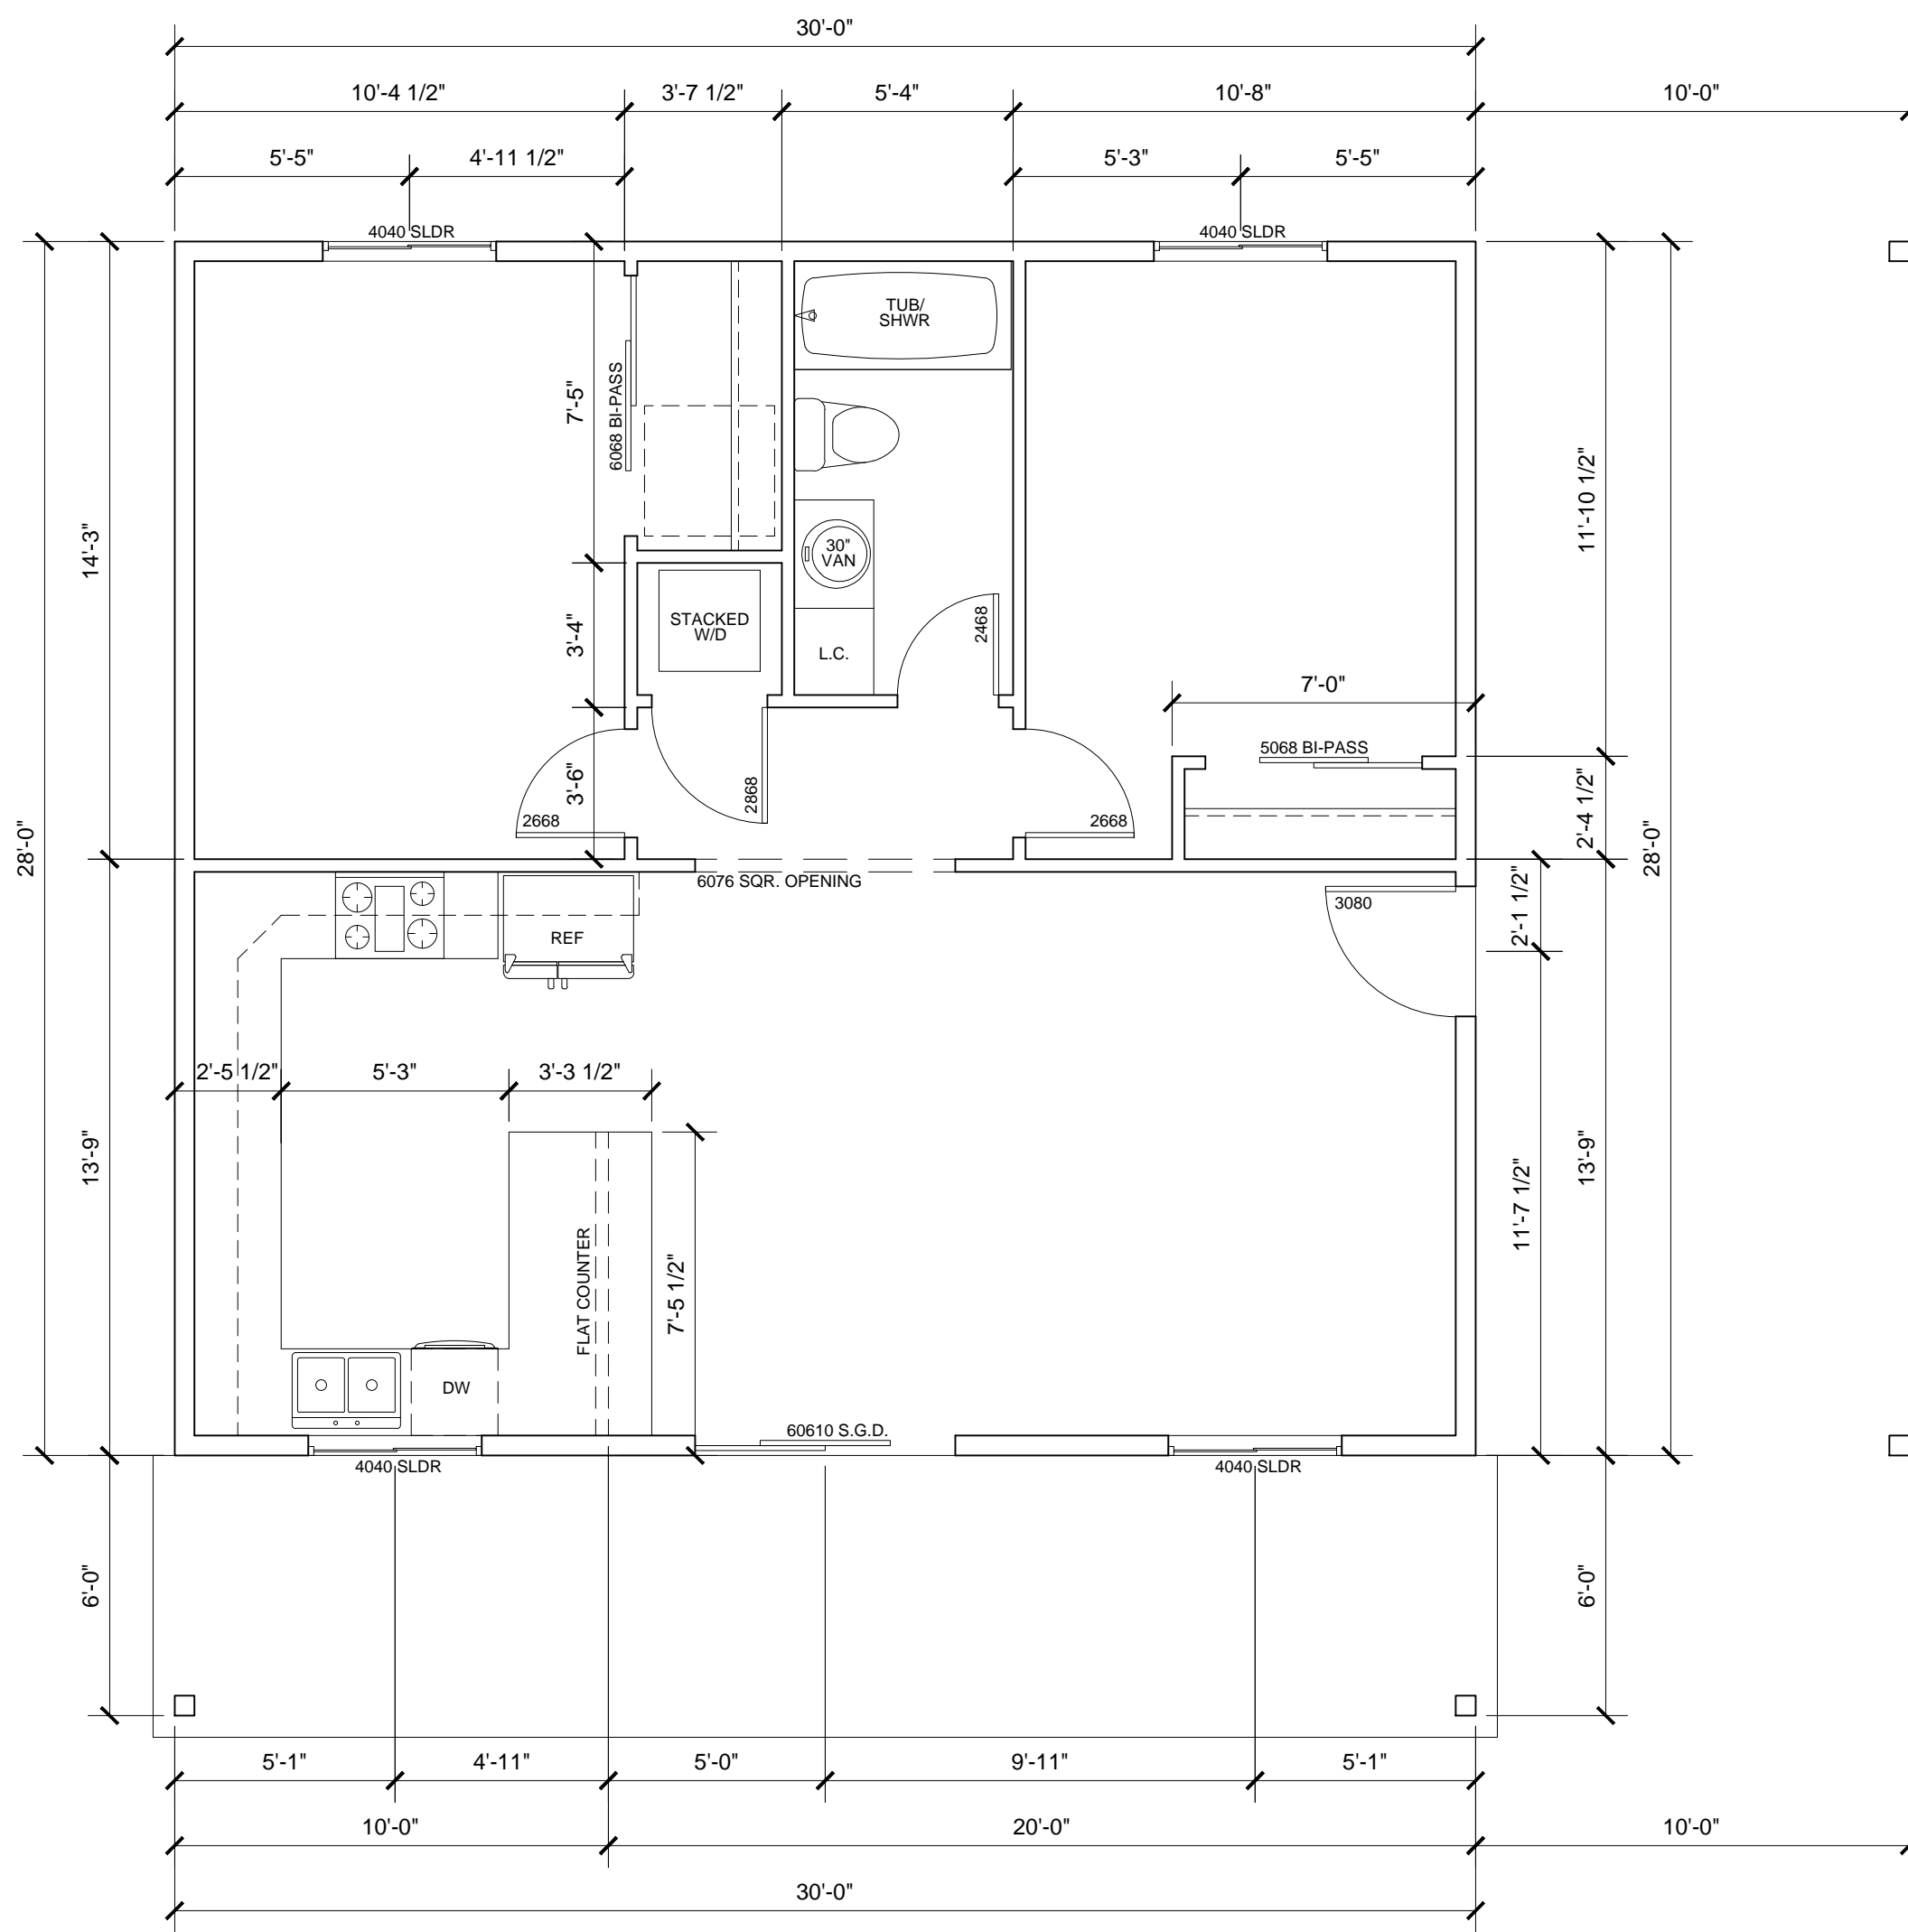 30'-0"
10'-4 1/2"
3'-7 1/2"
5'-4"
10'-8"
10'-0"
5'-5"
4'-11 1/2"
5'-3"
5'-5"
4040 SLDR
4040 SLDR
TUB/
SHWR
6068 BI-PASS
7'-5"
11'-10 1/2"
14'-3"
30"
VAN
STACKED
W/D
2468
3'-4"
L.C.
7'-0"
5068 BI-PASS
3'-6"
2868
2668
2668
2'-4 1/2"
28'-0"
28'-0"
6076 SQR. OPENING
3080
2'-1 1/2"
REF
2'-5 1/2"
5'-3"
3'-3 1/2"
13'-9"
13'-9"
11'-7 1/2"
FLAT COUNTER
7'-5 1/2"
DW
60610 S.G.D.
4040 SLDR
4040 SLDR
6'-0"
6'-0"
5'-1"
4'-11"
5'-0"
9'-11"
5'-1"
10'-0"
20'-0"
10'-0"
30'-0"